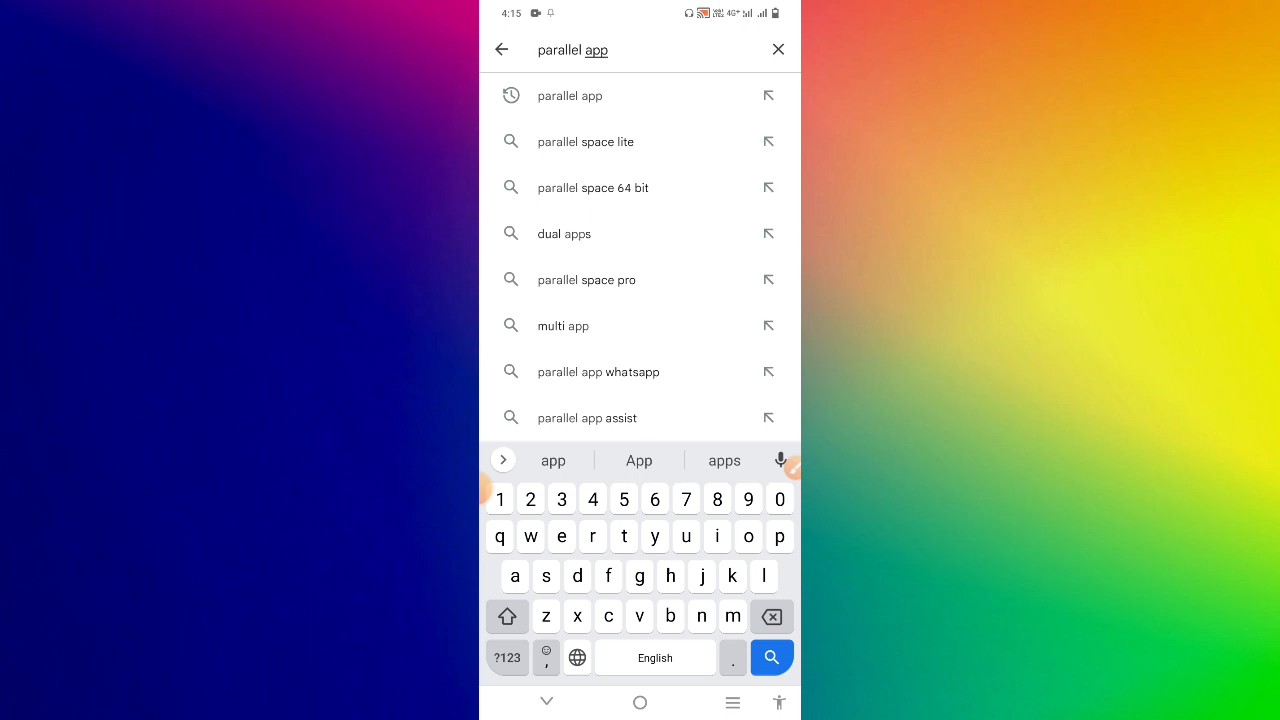 4:15 4G+
parallel app
parallel app
parallel space lite
parallel space 64 bit
dual apps
parallel space pro
multi app
parallel app whatsapp
parallel app assist
app App apps
1 2 3 4 5 6 7 8 9 0
q w e r t y u i o p
a s d f g h j k l
z x c v b n m
?123 , English .